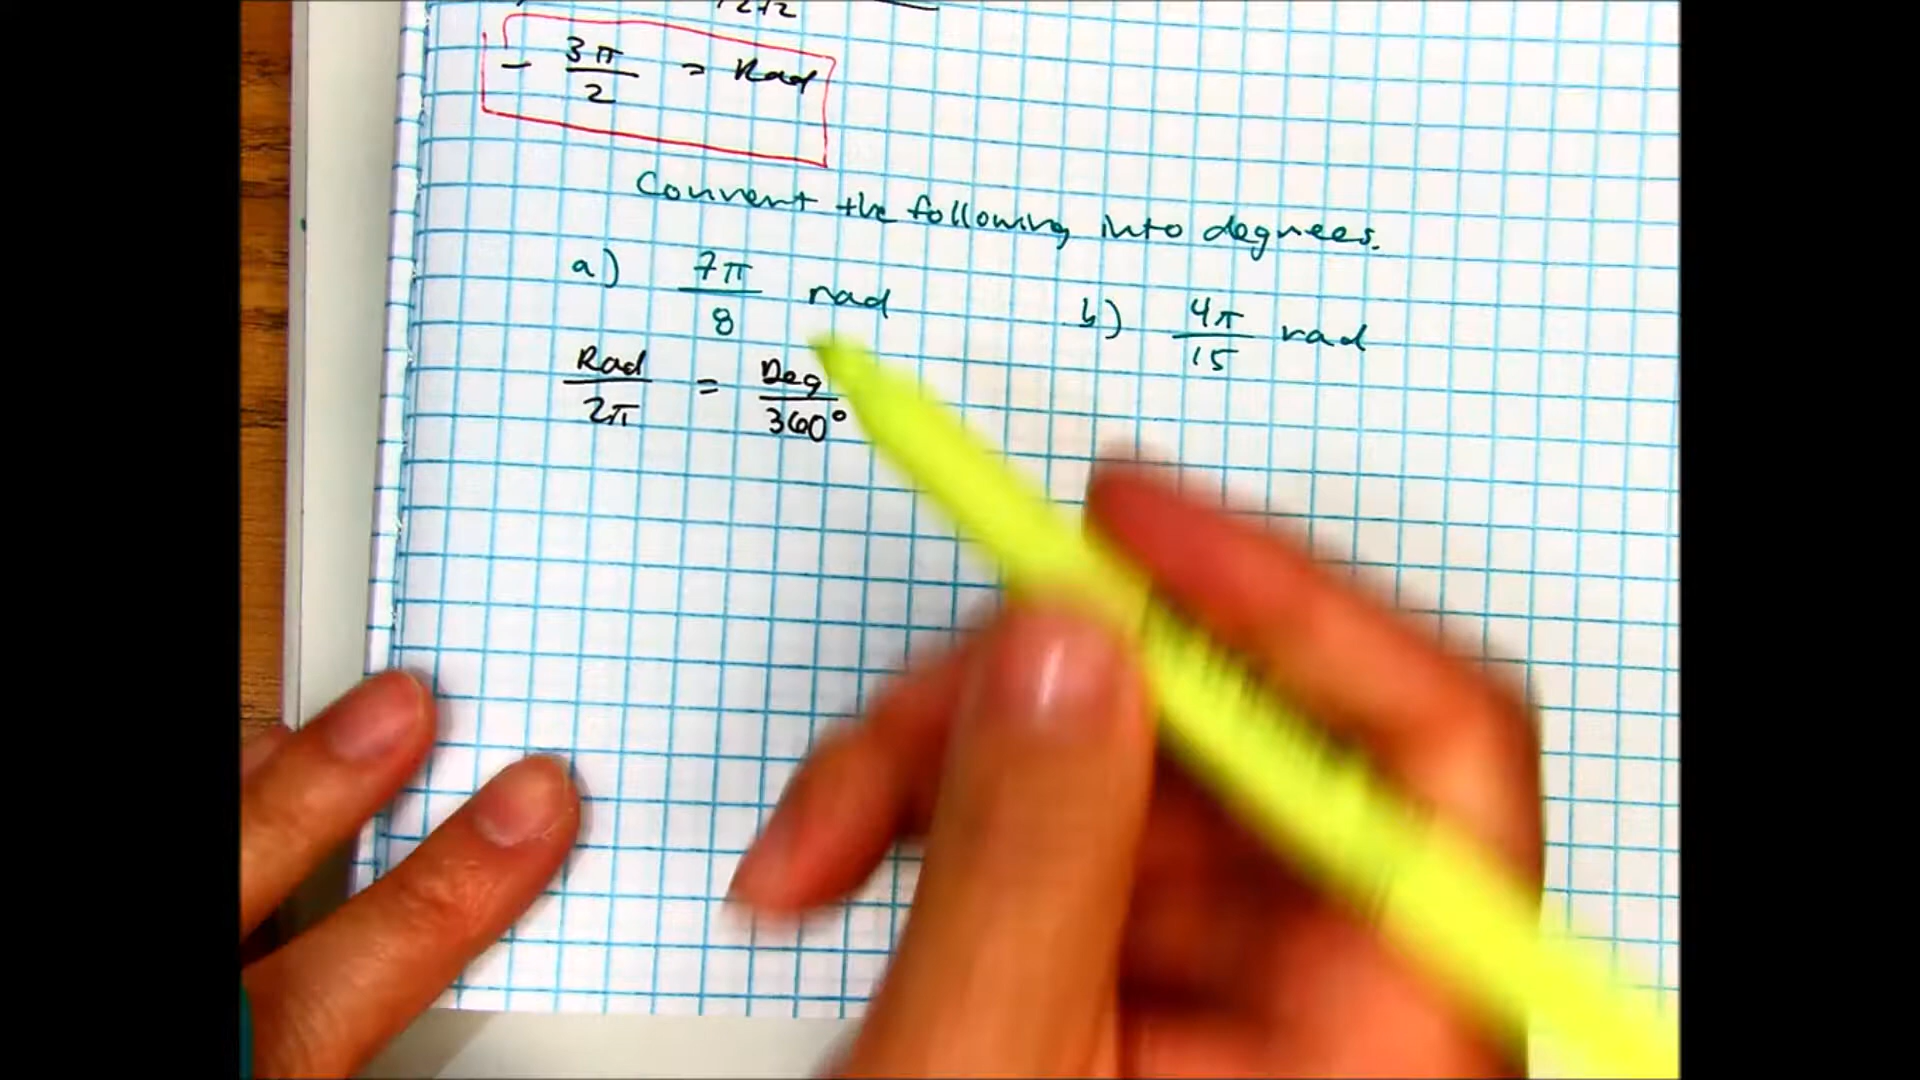 - 3π/2 = Rad
Convert the following into degrees.
a) 7π/8 rad
b) 4π/15 rad
Rad/2π = Deg/360°